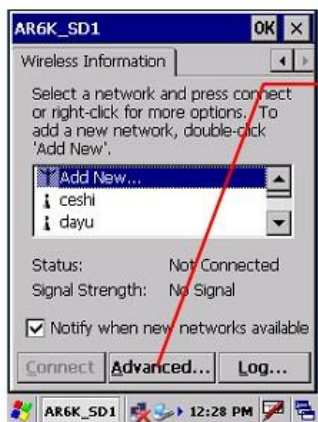 AR6K_SD1 OK ×
Wireless Information
Select a network and press connect
or right-click for more options. To
add a new network, double-click
'Add New'.
Add New...
ceshi
dayu
Status: Not Connected
Signal Strength: No Signal
Notify when new networks available
Connect Advanced... Log...
AR6K_SD1 12:28 PM